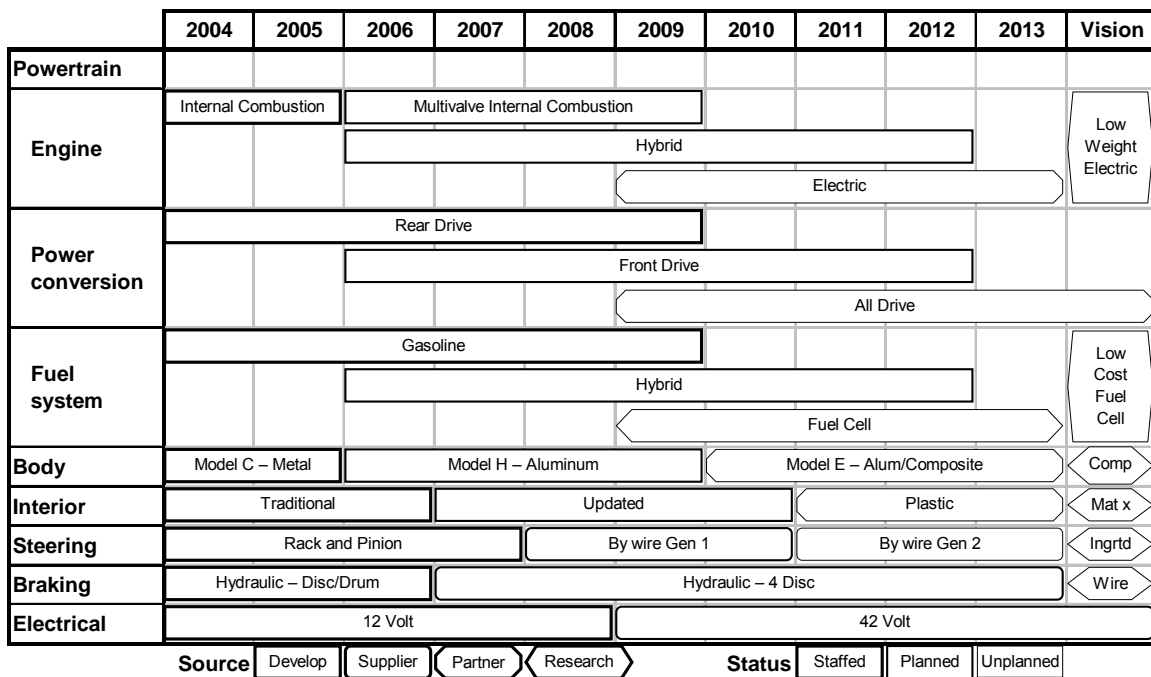 2004 2005 2006 2007 2008 2009 2010 2011 2012 2013 Vision
Powertrain
Engine
Internal Combustion
Multivalve Internal Combustion
Hybrid
Electric
Low
Weight
Electric
Power
conversion
Rear Drive
Front Drive
All Drive
Fuel
system
Gasoline
Hybrid
Fuel Cell
Low
Cost
Fuel
Cell
Body Model C – Metal Model H – Aluminum Model E – Alum/Composite Comp
Interior Traditional Updated Plastic Mat x
Steering Rack and Pinion By wire Gen 1 By wire Gen 2 Ingrtd
Braking Hydraulic – Disc/Drum Hydraulic – 4 Disc Wire
Electrical 12 Volt 42 Volt
Source Develop Supplier Partner Research Status Staffed Planned Unplanned